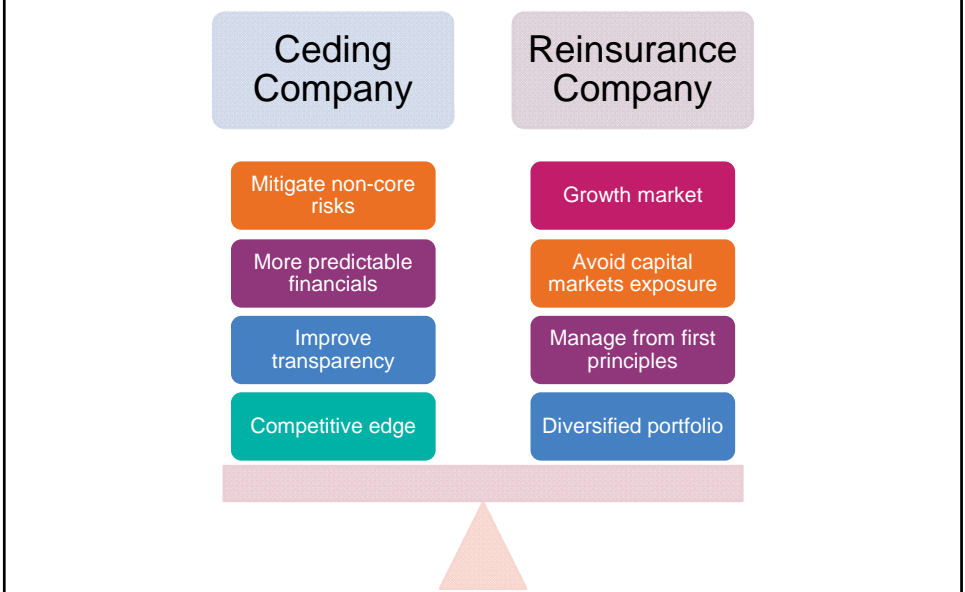 Ceding
Company
Reinsurance
Company
Mitigate non-core
risks
More predictable
financials
Improve
transparency
Competitive edge
Growth market
Avoid capital
markets exposure
Manage from first
principles
Diversified portfolio